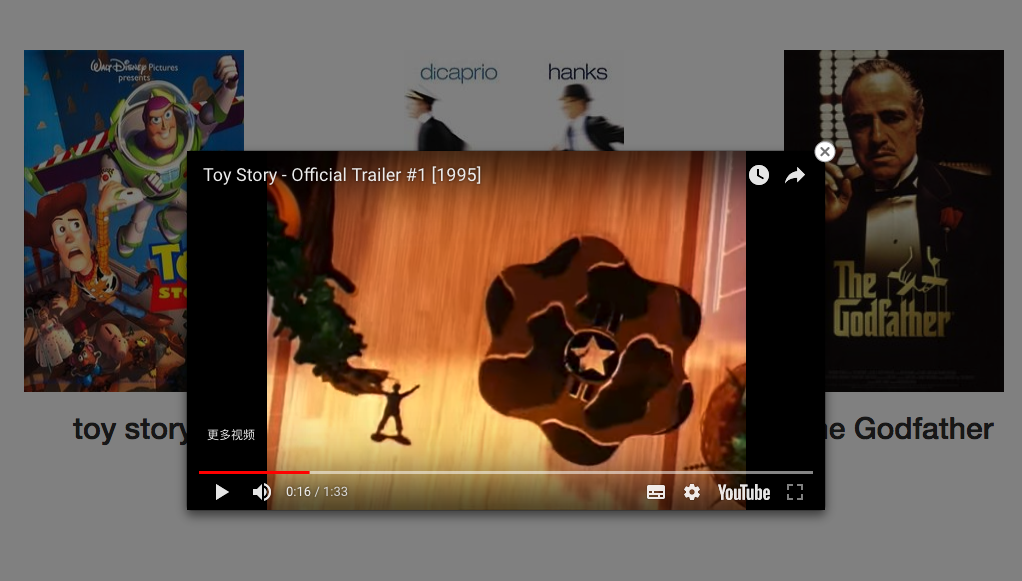 WALT DISNEY Pictures
presents
dicaprio hanks
Toy Story - Official Trailer #1 [1995]
The
Godfather
更多视频
0:16 / 1:33
YouTube
toy story
he Godfather